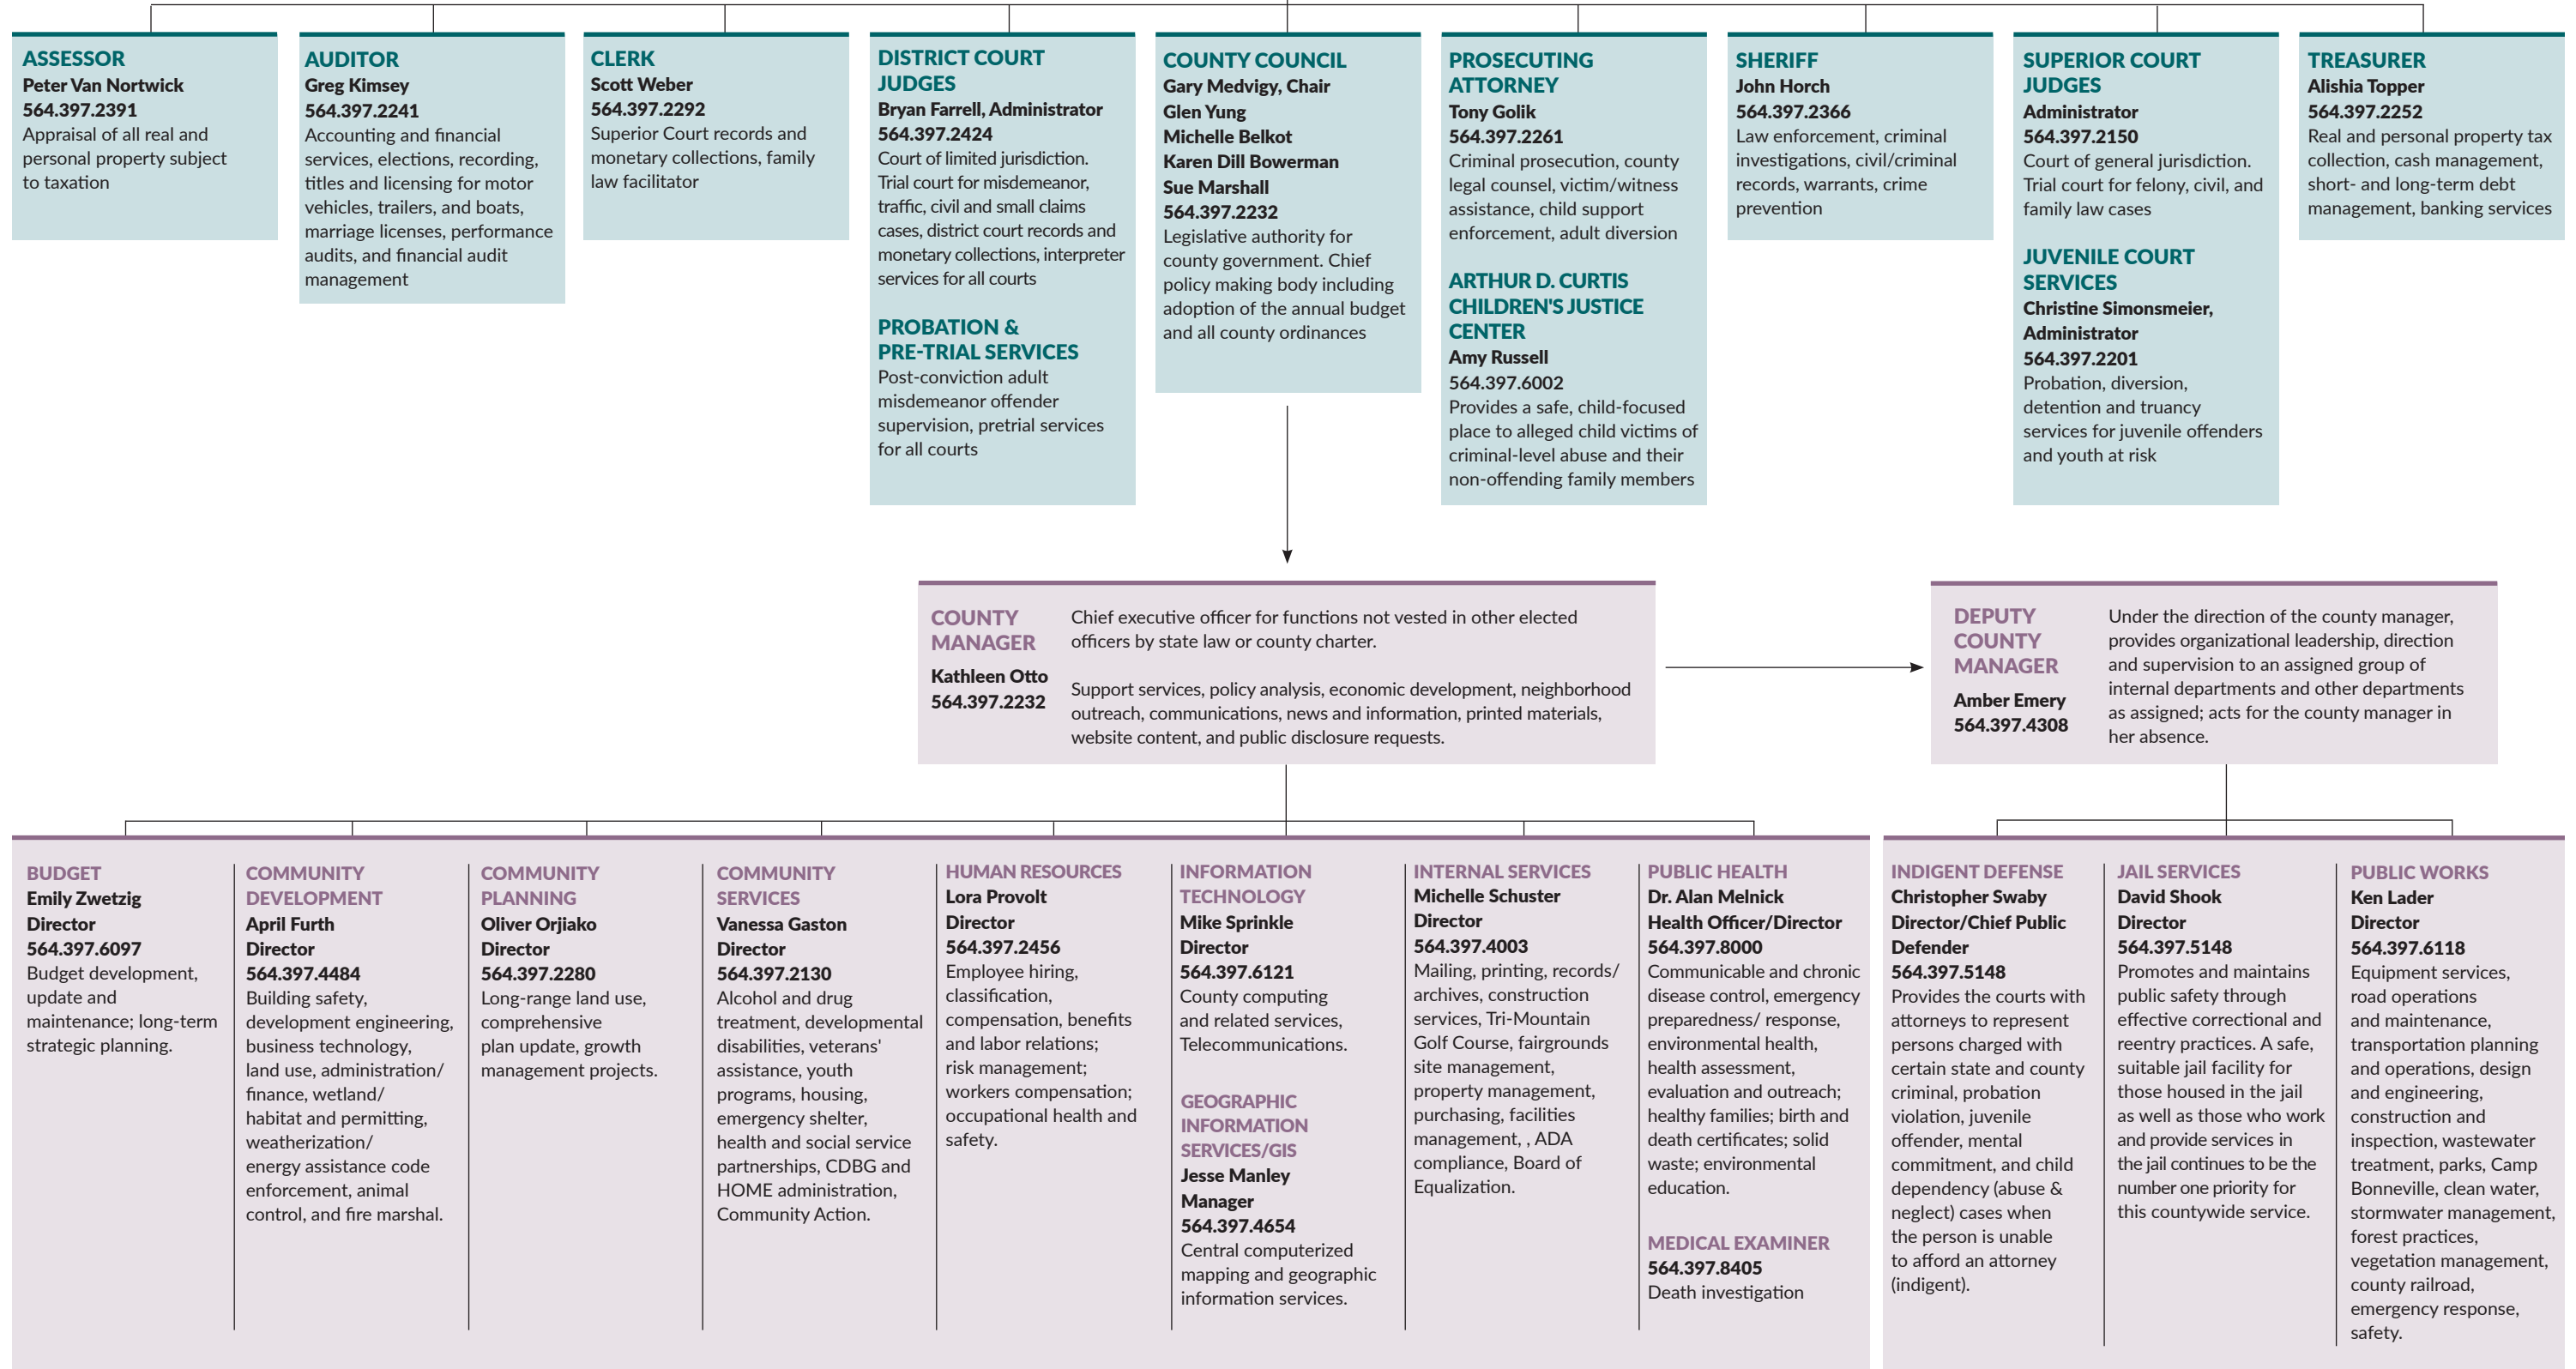 ASSESSOR
Peter Van Nortwick
564.397.2391
Appraisal of all real and
personal property subject
to taxation
AUDITOR
Greg Kimsey
564.397.2241
Accounting and financial
services, elections, recording,
titles and licensing for motor
vehicles, trailers, and boats,
marriage licenses, performance
audits, and financial audit
management
CLERK
Scott Weber
564.397.2292
Superior Court records and
monetary collections, family
law facilitator
DISTRICT COURT
JUDGES
Bryan Farrell, Administrator
564.397.2424
Court of limited jurisdiction.
Trial court for misdemeanor,
traffic, civil and small claims
cases, district court records and
monetary collections, interpreter
services for all courts
PROBATION &
PRE-TRIAL SERVICES
Post-conviction adult
misdemeanor offender
supervision, pretrial services
for all courts
COUNTY COUNCIL
Gary Medvigy, Chair
Glen Yung
Michelle Belkot
Karen Dill Bowerman
Sue Marshall
564.397.2232
Legislative authority for
county government. Chief
policy making body including
adoption of the annual budget
and all county ordinances
PROSECUTING
ATTORNEY
Tony Golik
564.397.2261
Criminal prosecution, county
legal counsel, victim/witness
assistance, child support
enforcement, adult diversion
ARTHUR D. CURTIS
CHILDREN'S JUSTICE
CENTER
Amy Russell
564.397.6002
Provides a safe, child-focused
place to alleged child victims of
criminal-level abuse and their
non-offending family members
SHERIFF
John Horch
564.397.2366
Law enforcement, criminal
investigations, civil/criminal
records, warrants, crime
prevention
SUPERIOR COURT
JUDGES
Administrator
564.397.2150
Court of general jurisdiction.
Trial court for felony, civil, and
family law cases
JUVENILE COURT
SERVICES
Christine Simonsmeier,
Administrator
564.397.2201
Probation, diversion,
detention and truancy
services for juvenile offenders
and youth at risk
TREASURER
Alishia Topper
564.397.2252
Real and personal property tax
collection, cash management,
short- and long-term debt
management, banking services
COUNTY
MANAGER
Kathleen Otto
564.397.2232
Chief executive officer for functions not vested in other elected
officers by state law or county charter.
Support services, policy analysis, economic development, neighborhood
outreach, communications, news and information, printed materials,
website content, and public disclosure requests.
DEPUTY
COUNTY
MANAGER
Amber Emery
564.397.4308
Under the direction of the county manager,
provides organizational leadership, direction
and supervision to an assigned group of
internal departments and other departments
as assigned; acts for the county manager in
her absence.
BUDGET
Emily Zwetzig
Director
564.397.6097
Budget development,
update and
maintenance; long-term
strategic planning.
COMMUNITY
DEVELOPMENT
April Furth
Director
564.397.4484
Building safety,
development engineering,
business technology,
land use, administration/
finance, wetland/
habitat and permitting,
weatherization/
energy assistance code
enforcement, animal
control, and fire marshal.
COMMUNITY
PLANNING
Oliver Orjiako
Director
564.397.2280
Long-range land use,
comprehensive
plan update, growth
management projects.
COMMUNITY
SERVICES
Vanessa Gaston
Director
564.397.2130
Alcohol and drug
treatment, developmental
disabilities, veterans'
assistance, youth
programs, housing,
emergency shelter,
health and social service
partnerships, CDBG and
HOME administration,
Community Action.
HUMAN RESOURCES
Lora Provolt
Director
564.397.2456
Employee hiring,
classification,
compensation, benefits
and labor relations;
risk management;
workers compensation;
occupational health and
safety.
INFORMATION
TECHNOLOGY
Mike Sprinkle
Director
564.397.6121
County computing
and related services,
Telecommunications.
GEOGRAPHIC
INFORMATION
SERVICES/GIS
Jesse Manley
Manager
564.397.4654
Central computerized
mapping and geographic
information services.
INTERNAL SERVICES
Michelle Schuster
Director
564.397.4003
Mailing, printing, records/
archives, construction
services, Tri-Mountain
Golf Course, fairgrounds
site management,
property management,
purchasing, facilities
management, , ADA
compliance, Board of
Equalization.
PUBLIC HEALTH
Dr. Alan Melnick
Health Officer/Director
564.397.8000
Communicable and chronic
disease control, emergency
preparedness/ response,
environmental health,
health assessment,
evaluation and outreach;
healthy families; birth and
death certificates; solid
waste; environmental
education.
MEDICAL EXAMINER
564.397.8405
Death investigation
INDIGENT DEFENSE
Christopher Swaby
Director/Chief Public
Defender
564.397.5148
Provides the courts with
attorneys to represent
persons charged with
certain state and county
criminal, probation
violation, juvenile
offender, mental
commitment, and child
dependency (abuse &
neglect) cases when
the person is unable
to afford an attorney
(indigent).
JAIL SERVICES
David Shook
Director
564.397.5148
Promotes and maintains
public safety through
effective correctional and
reentry practices. A safe,
suitable jail facility for
those housed in the jail
as well as those who work
and provide services in
the jail continues to be the
number one priority for
this countywide service.
PUBLIC WORKS
Ken Lader
Director
564.397.6118
Equipment services,
road operations
and maintenance,
transportation planning
and operations, design
and engineering,
construction and
inspection, wastewater
treatment, parks, Camp
Bonneville, clean water,
stormwater management,
forest practices,
vegetation management,
county railroad,
emergency response,
safety.